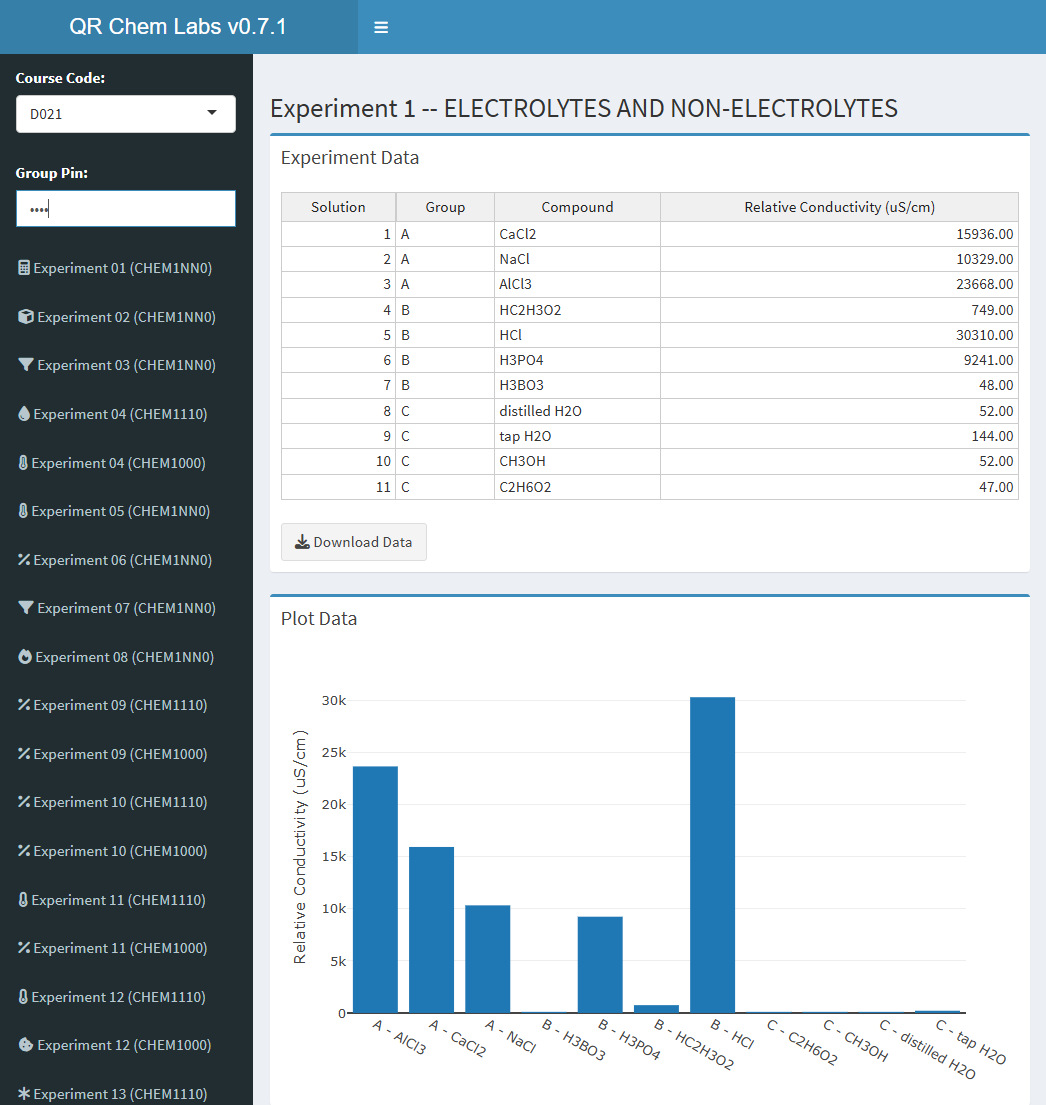 QR Chem Labs v0.7.1
Course Code:
D021
Group Pin:
••••
Experiment 01 (CHEM1NN0)
Experiment 02 (CHEM1NN0)
Experiment 03 (CHEM1NN0)
Experiment 04 (CHEM1110)
Experiment 04 (CHEM1000)
Experiment 05 (CHEM1NN0)
Experiment 06 (CHEM1NN0)
Experiment 07 (CHEM1NN0)
Experiment 08 (CHEM1NN0)
Experiment 09 (CHEM1110)
Experiment 09 (CHEM1000)
Experiment 10 (CHEM1110)
Experiment 10 (CHEM1000)
Experiment 11 (CHEM1110)
Experiment 11 (CHEM1000)
Experiment 12 (CHEM1110)
Experiment 12 (CHEM1000)
Experiment 13 (CHEM1110)
Experiment 1 -- ELECTROLYTES AND NON-ELECTROLYTES
Experiment Data
Solution Group Compound Relative Conductivity (uS/cm)
1 A CaCl2 15936.00
2 A NaCl 10329.00
3 A AlCl3 23668.00
4 B HC2H3O2 749.00
5 B HCl 30310.00
6 B H3PO4 9241.00
7 B H3BO3 48.00
8 C distilled H2O 52.00
9 C tap H2O 144.00
10 C CH3OH 52.00
11 C C2H6O2 47.00
Download Data
Plot Data
Relative Conductivity (uS/cm)
30k
25k
20k
15k
10k
5k
0
A - AlCl3
A - CaCl2
A - NaCl
B - H3BO3
B - H3PO4
B - HC2H3O2
B - HCl
C - C2H6O2
C - CH3OH
C - distilled H2O
C - tap H2O